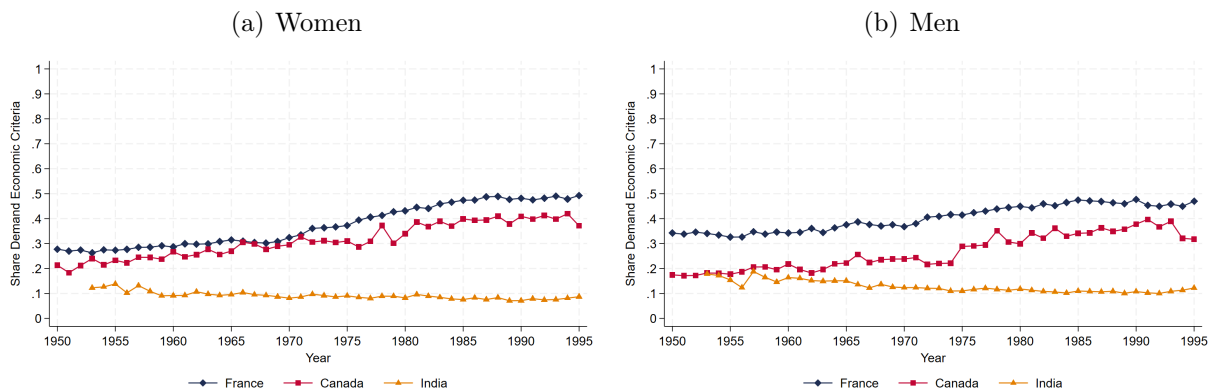 (a) Women
Share Demand Economic Criteria
1
.9
.8
.7
.6
.5
.4
.3
.2
.1
0
1950 1955 1960 1965 1970 1975 1980 1985 1990 1995
Year
France Canada India
(b) Men
Share Demand Economic Criteria
1
.9
.8
.7
.6
.5
.4
.3
.2
.1
0
1950 1955 1960 1965 1970 1975 1980 1985 1990 1995
Year
France Canada India